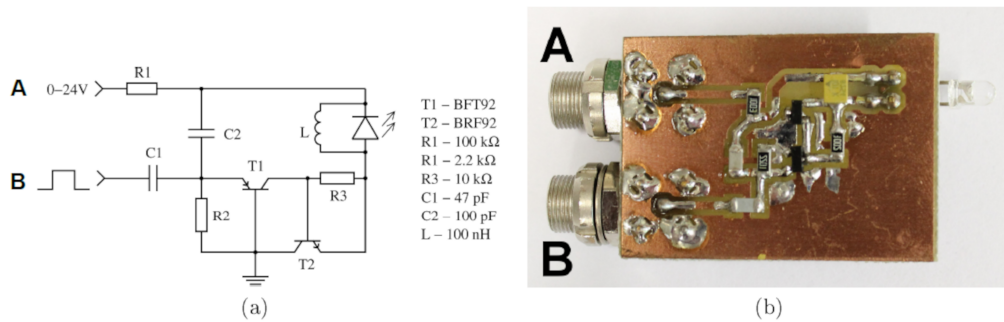 R1
A 0–24V
C2
L
C1
T1
B
R3
R2
T2
T1 – BFT92
T2 – BRF92
R1 – 100 kΩ
R1 – 2.2 kΩ
R3 – 10 kΩ
C1 – 47 pF
C2 – 100 pF
L – 100 nH
(a)
A
B
(b)